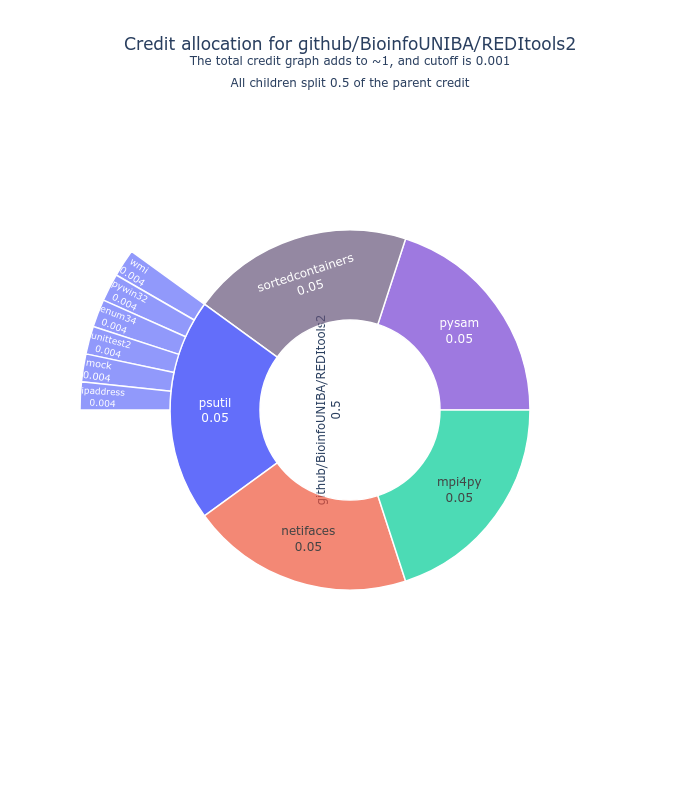 Credit allocation for github/BioinfoUNIBA/REDItools2
The total credit graph adds to ~1, and cutoff is 0.001
All children split 0.5 of the parent credit
wmi
0.004
pywin32
0.004
enum34
0.004
unittest2
0.004
mock
0.004
ipaddress
0.004
sortedcontainers
0.05
pysam
0.05
psutil
0.05
github/BioinfoUNIBA/REDItools2
0.5
mpi4py
0.05
netifaces
0.05